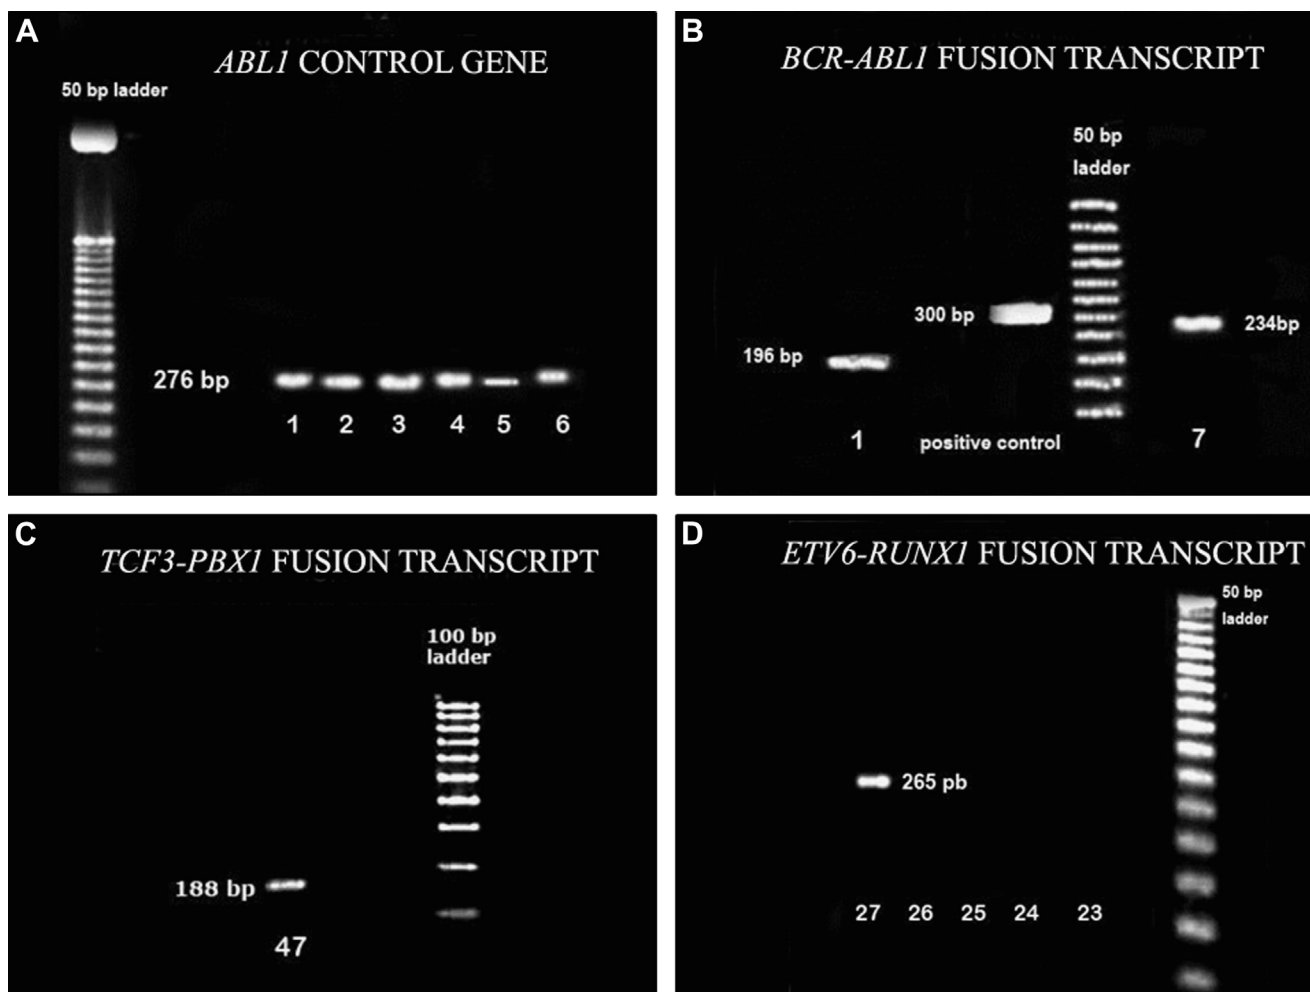 A
ABL1 CONTROL GENE
50 bp ladder
276 bp
1 2 3 4 5 6
B
BCR-ABL1 FUSION TRANSCRIPT
50 bp
ladder
300 bp
234bp
196 bp
1
positive control
7
C
TCF3-PBX1 FUSION TRANSCRIPT
100 bp
ladder
188 bp
47
D
ETV6-RUNX1 FUSION TRANSCRIPT
50 bp
ladder
265 pb
27 26 25 24 23